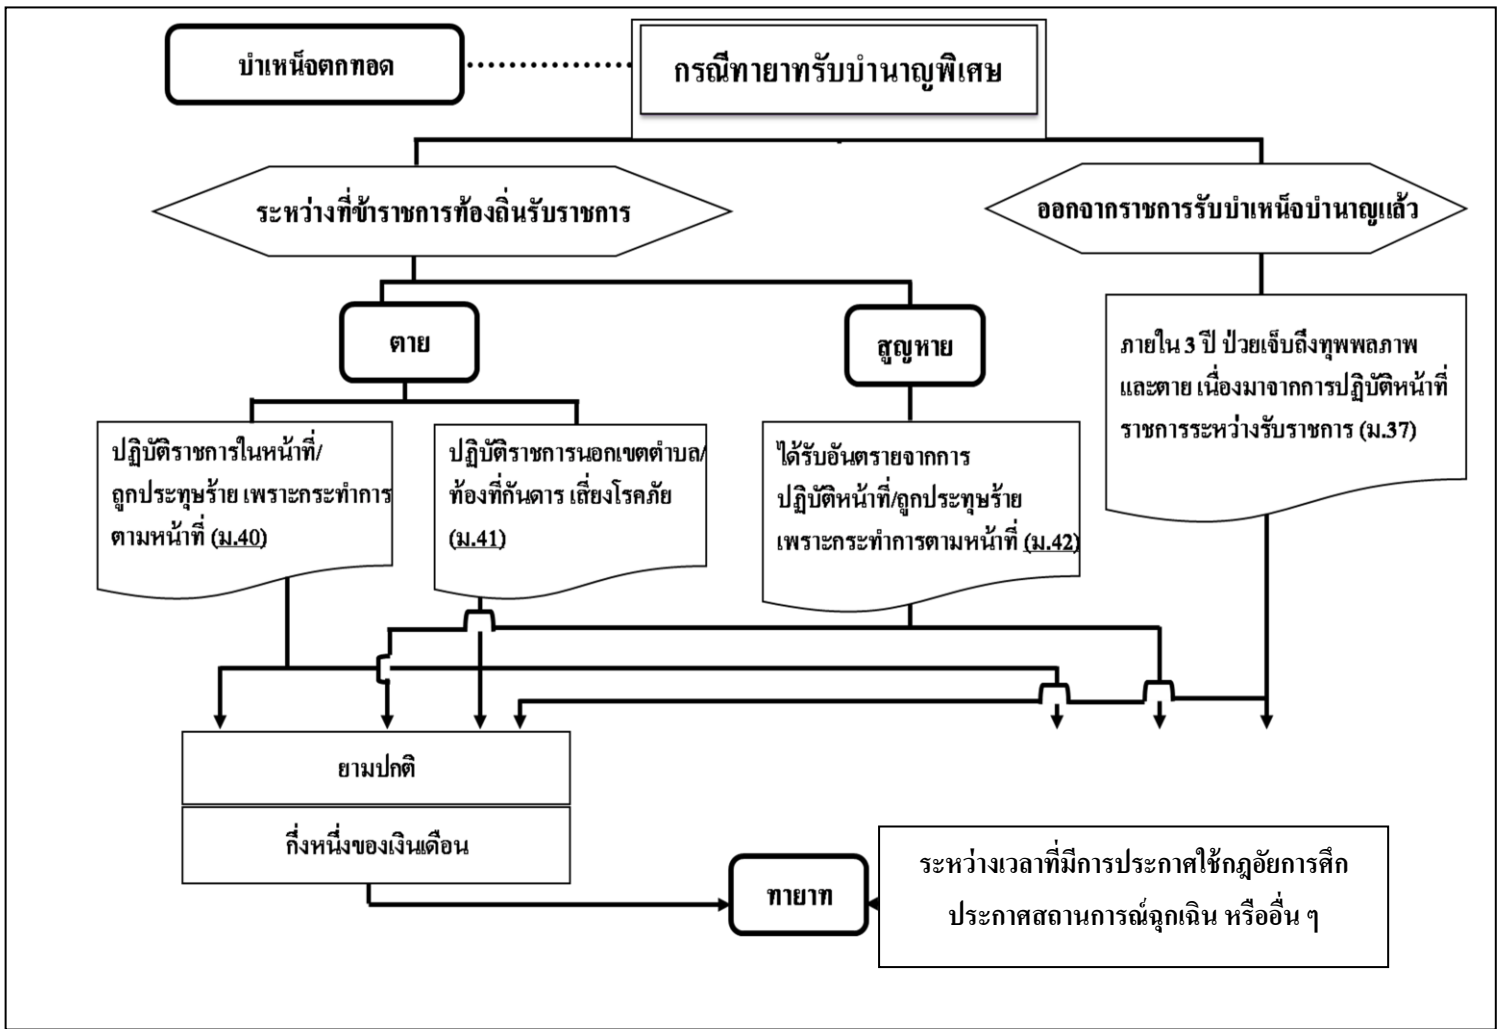 บำเหน็จตกทอด
กรณีทายาทรับบำนาญพิเศษ
ระหว่างที่ข้าราชการท้องถิ่นรับราชการ
ออกจากราชการรับบำเหน็จบำนาญแล้ว
ตาย
สูญหาย
ภายใน 3 ปี ป่วยเจ็บถึงทุพพลภาพ
และตาย เนื่องมาจากการปฏิบัติหน้าที่
ราชการระหว่างรับราชการ (ม.37)
ปฏิบัติราชการในหน้าที่/
ถูกประทุษร้าย เพราะกระทำการ
ตามหน้าที่ (ม.40)
ปฏิบัติราชการนอกเขตตำบล/
ท้องที่กันดาร เสี่ยงโรคภัย
(ม.41)
ได้รับอันตรายจากการ
ปฏิบัติหน้าที่/ถูกประทุษร้าย
เพราะกระทำการตามหน้าที่ (ม.42)
ยามปกติ
กึ่งหนึ่งของเงินเดือน
ทายาท
ระหว่างเวลาที่มีการประกาศใช้กฎอัยการศึก
ประกาศสถานการณ์ฉุกเฉิน หรืออื่น ๆ